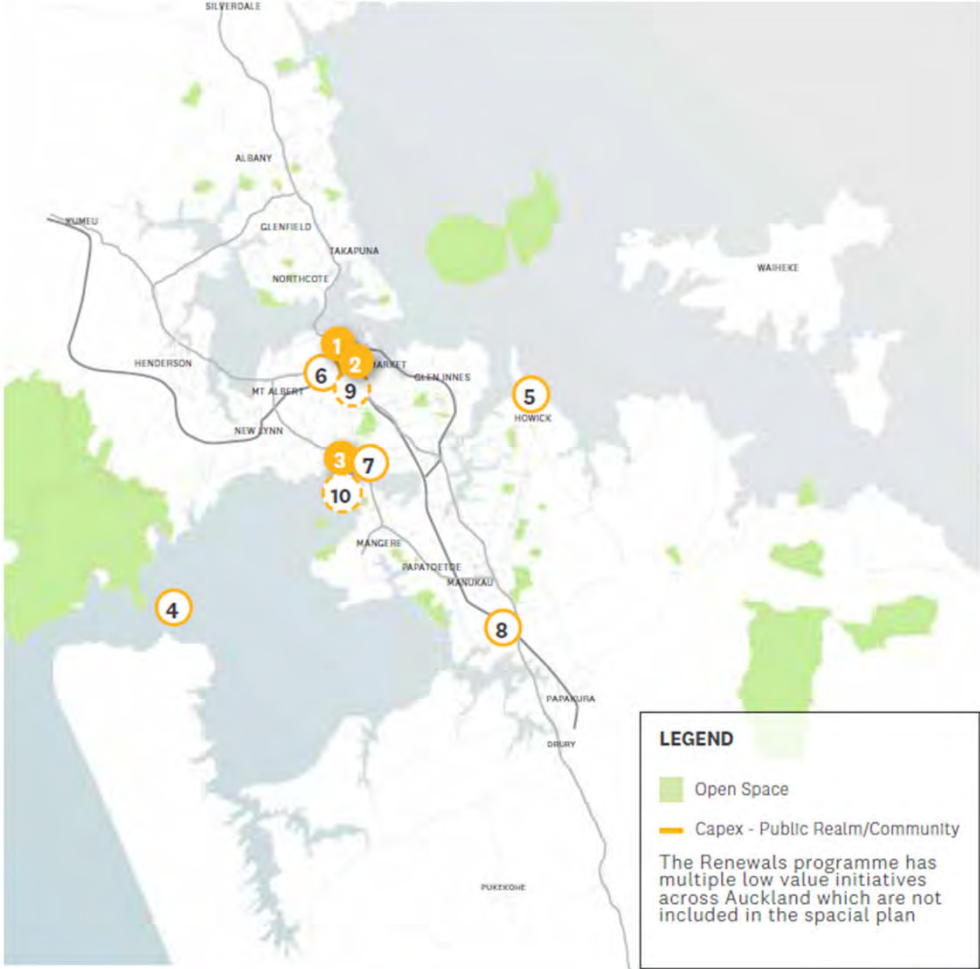 SILVERDALE
ALBANY
KUMEU
GLENFIELD
TAKAPUNA
NORTHCOTE
WAIHEKE
1
2
MARKET
HENDERSON
6
GLEN INNES
MT ALBERT
9
5
HOWICK
NEW LYNN
3
7
10
MANGERE
PAPATOETOE
MANUKAU
4
8
PAPAKURA
DRURY
PUKEKOHE
LEGEND
Open Space
Capex - Public Realm/Community
The Renewals programme has
multiple low value initiatives
across Auckland which are not
included in the spacial plan